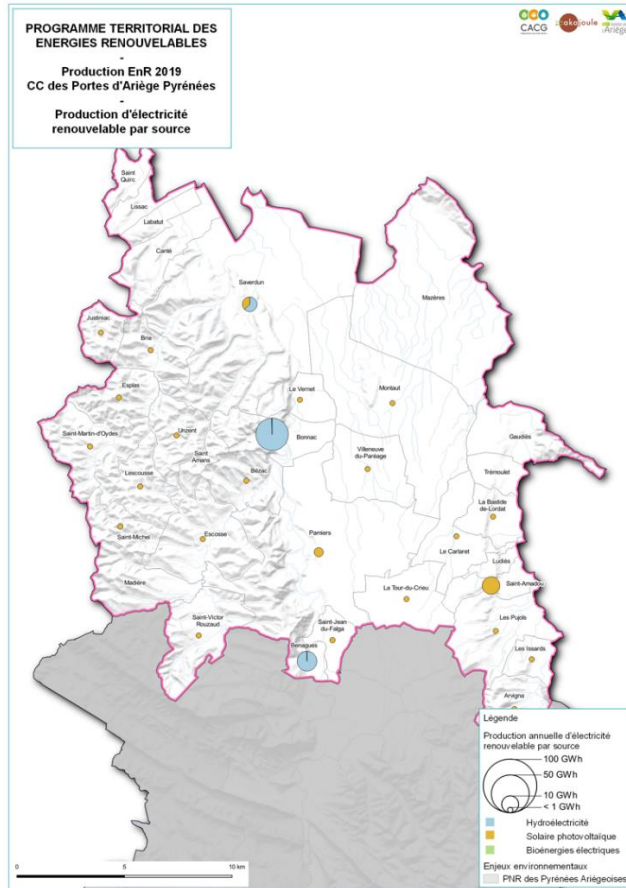 PROGRAMME TERRITORIAL DES
ENERGIES RENOUVELABLES
-
Production EnR 2019
CC des Portes d'Ariège Pyrénées
-
Production d'électricité
renouvelable par source
CACG
Saint
Quirc
Lissac
Labatut
Canté
Saverdun
Mazères
Justiniac
Brie
Esplas
Le Vernet
Montaut
Saint-Martin-d'Oydes
Unzent
Saint
Amans
Bonnac
Gaudiès
Villeneuve
du-Paréage
Trémoulet
Lescousse
Bézac
La Bastide
de-Lordat
Saint-Michel
Escosse
Pamiers
Le Carlaret
Ludiès
Madière
La Tour-du-Crieu
Saint-Amadou
Saint-Victor
Rouzaud
Saint-Jean
du-Falga
Les Pujols
Benagues
Les Issards
Arvigna
Légende
Production annuelle d'électricité
renouvelable par source
100 GWh
50 GWh
10 GWh
< 1 GWh
Hydroélectricité
Solaire photovoltaïque
Bioénergies électriques
Enjeux environnementaux
PNR des Pyrénées Ariégeoises
0 5 10 km